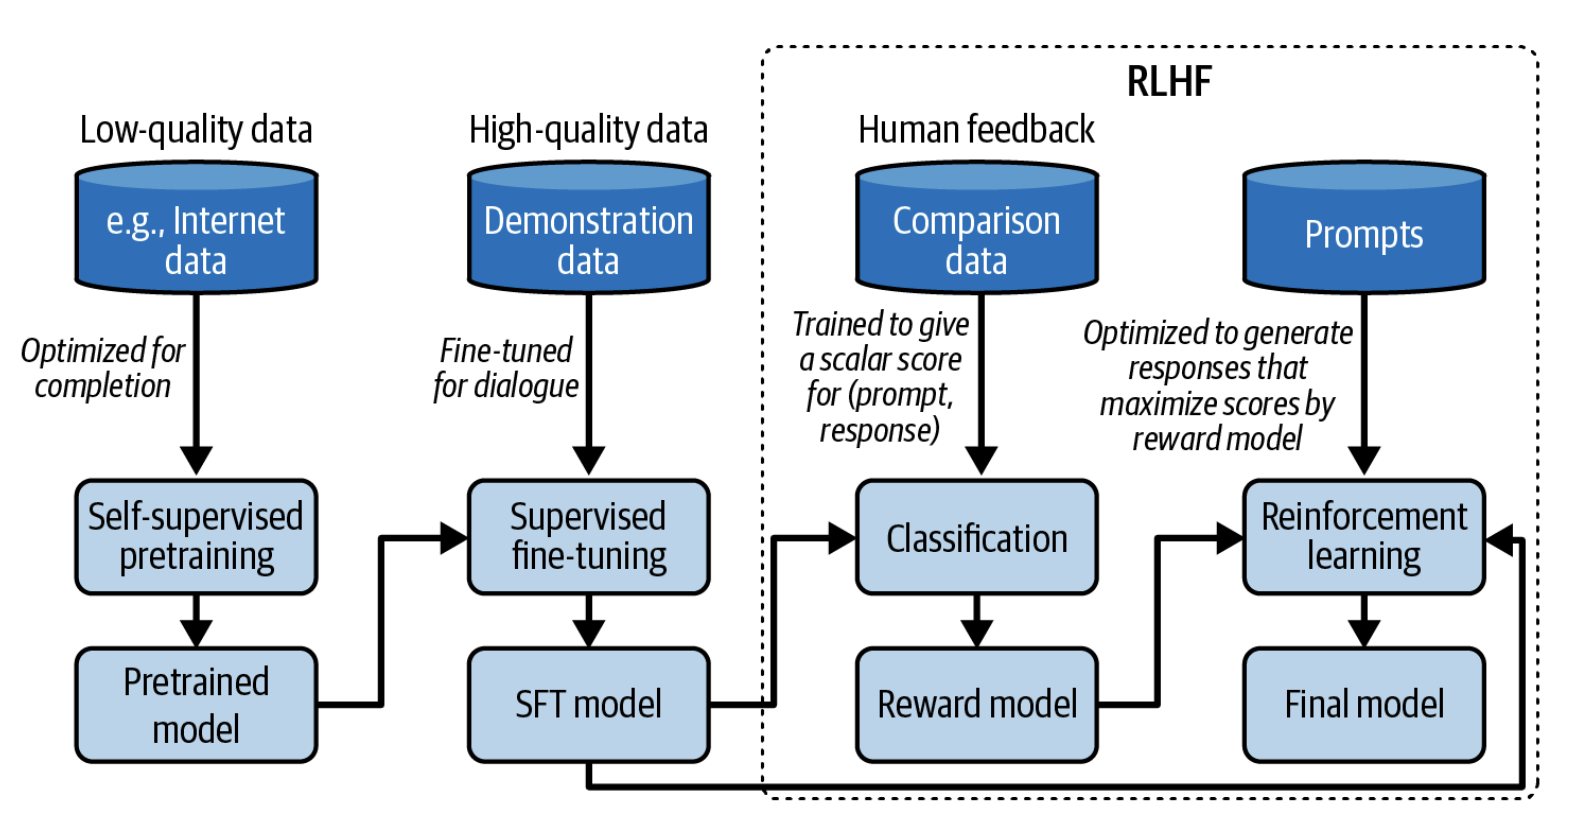 RLHF
Low-quality data
High-quality data
Human feedback
e.g., Internet
data
Demonstration
data
Comparison
data
Prompts
Optimized for
completion
Fine-tuned
for dialogue
Trained to give
a scalar score
for (prompt,
response)
Optimized to generate
responses that
maximize scores by
reward model
Self-supervised
pretraining
Supervised
fine-tuning
Classification
Reinforcement
learning
Pretrained
model
SFT model
Reward model
Final model